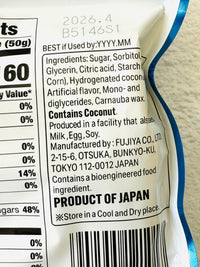 2026.4
B5146S1
BEST if Used by:YYYY.MM
ts
(50g)
60
y Value*
0%
0%
0%
14%
0%
gars 48%
0%
0%
0%
Ingredients: Sugar, Sorbitol,
Glycerin, Citric acid, Starch
Corn), Hydrogenated coconut
Artificial flavor, Mono- and
diglycerides, Carnauba wax.
Contains Coconut.
Produced in a facility that also
Milk,Egg,Soy.
Manufactured by : FUJIYA CO.,LTD.
2-15-6, OTSUKA, BUNKYO-KU,
TOKYO 112-0012 JAPAN
Contains a bioengineered food
ingredient.
PRODUCT OF JAPAN
※Store in a Cool and Dry place.